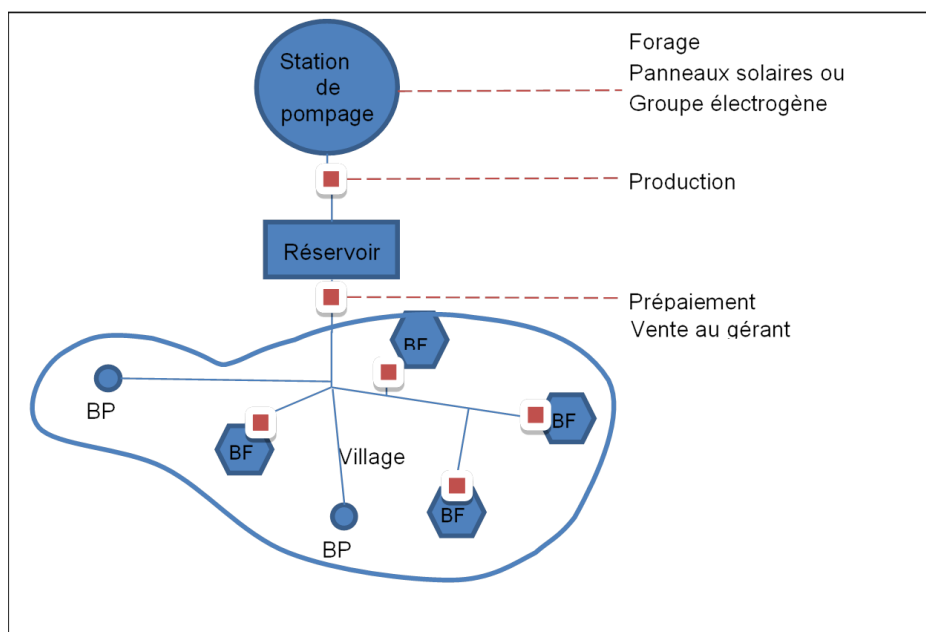 Station
de
pompage
Forage
Panneaux solaires ou
Groupe électrogène
Production
Réservoir
Prépaiement
Vente au gérant
BF
BP
BF
BF
Village
BF
BP